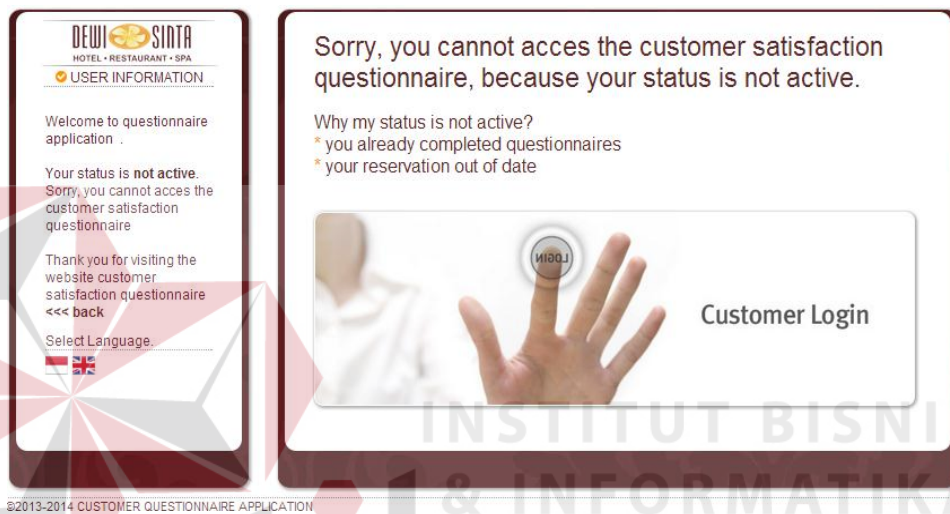 DEWI SINTA
HOTEL • RESTAURANT • SPA
USER INFORMATION
Welcome to questionnaire
application .
Your status is not active.
Sorry, you cannot acces the
customer satisfaction
questionnaire
Thank you for visiting the
website customer
satisfaction questionnaire
<<< back
Select Language.
Sorry, you cannot acces the customer satisfaction
questionnaire, because your status is not active.
Why my status is not active?
* you already completed questionnaires
* your reservation out of date
LOGIN
Customer Login
INSTITUT BISNI
& INFORMATIK
©2013-2014 CUSTOMER QUESTIONNAIRE APPLICATION